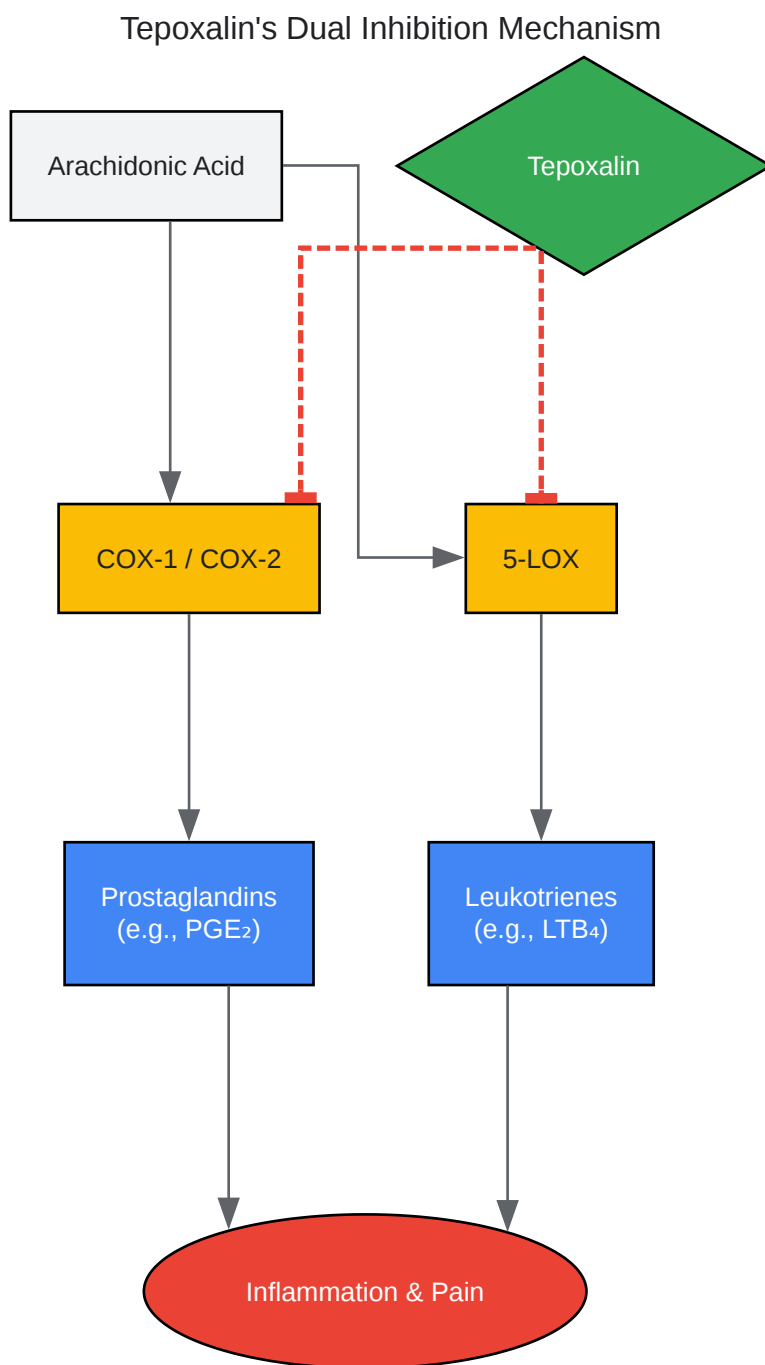 Tepoxalin's Dual Inhibition Mechanism
Arachidonic Acid
Tepoxalin
COX-1 / COX-2
5-LOX
Prostaglandins
(e.g., PGE₂)
Leukotrienes
(e.g., LTB₄)
Inflammation & Pain